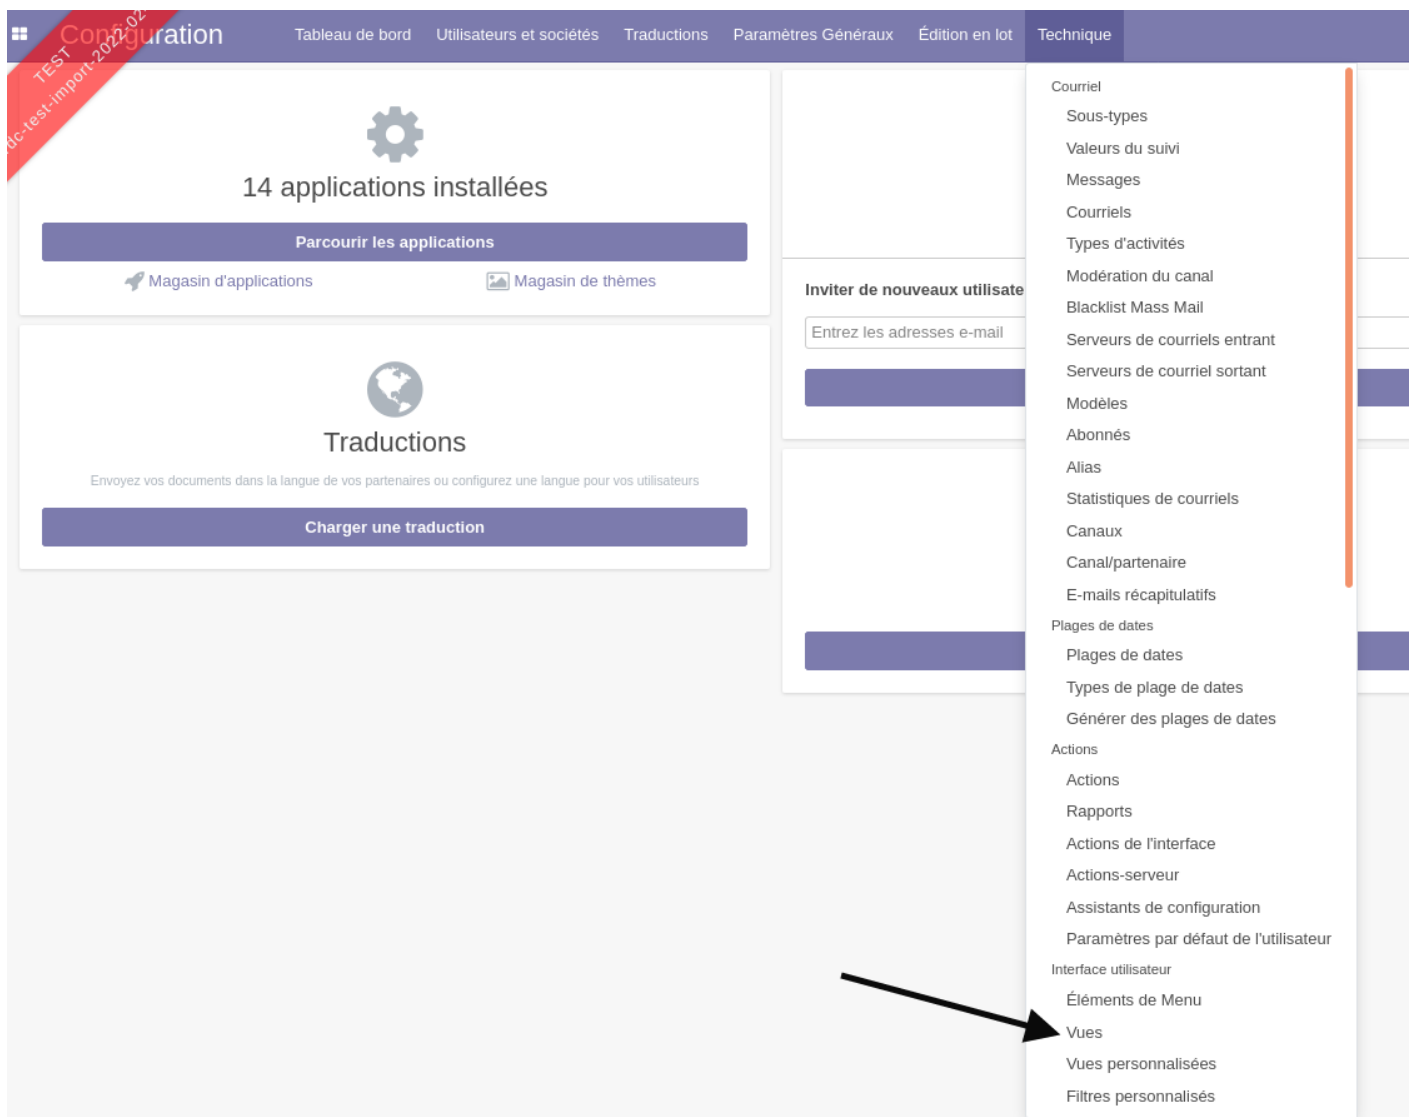 Configuration
Tableau de bord
Utilisateurs et sociétés
Traductions
Paramètres Généraux
Édition en lot
Technique
TEST
dc-test-import-2022-02
14 applications installées
Parcourir les applications
Magasin d'applications
Magasin de thèmes
Traductions
Envoyez vos documents dans la langue de vos partenaires ou configurez une langue pour vos utilisateurs
Charger une traduction
Inviter de nouveaux utilisate
Entrez les adresses e-mail
Courriel
Sous-types
Valeurs du suivi
Messages
Courriels
Types d'activités
Modération du canal
Blacklist Mass Mail
Serveurs de courriels entrant
Serveurs de courriel sortant
Modèles
Abonnés
Alias
Statistiques de courriels
Canaux
Canal/partenaire
E-mails récapitulatifs
Plages de dates
Plages de dates
Types de plage de dates
Générer des plages de dates
Actions
Actions
Rapports
Actions de l'interface
Actions-serveur
Assistants de configuration
Paramètres par défaut de l'utilisateur
Interface utilisateur
Éléments de Menu
Vues
Vues personnalisées
Filtres personnalisés